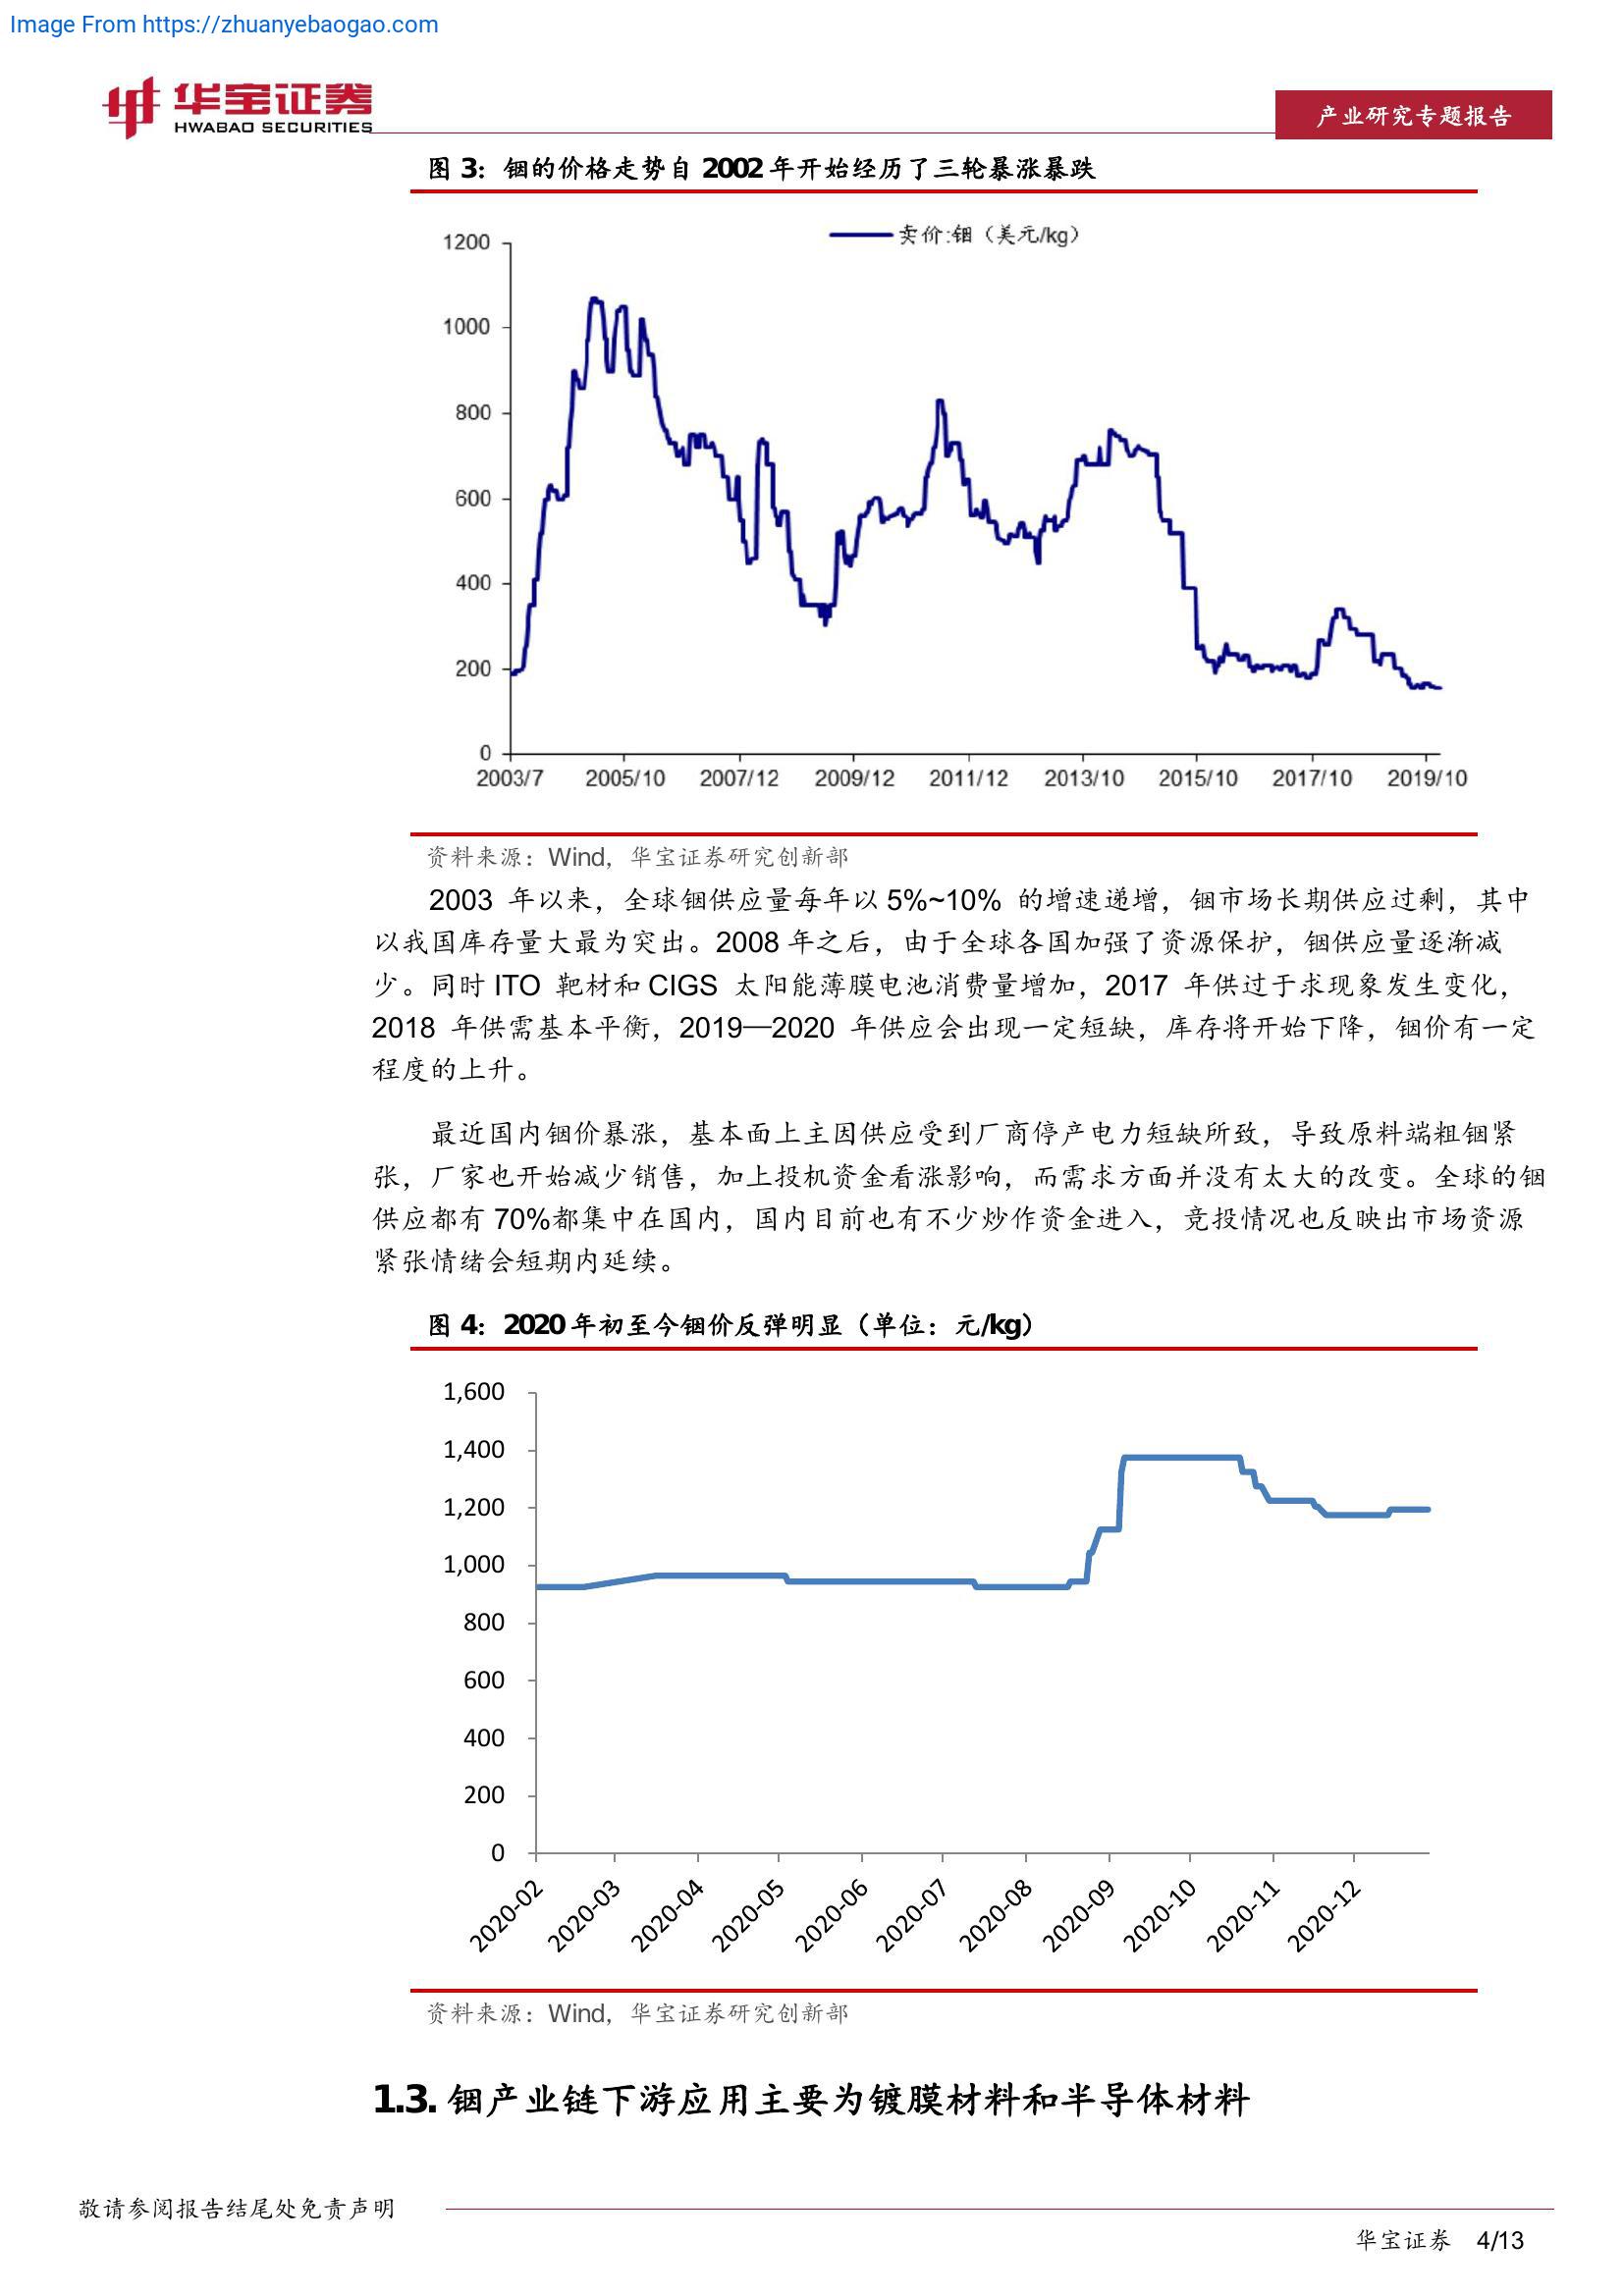 Image From https://zhuanyebaogao.com
华宝证券
HWABAO SECURITIES
产业研究专题报告
图 3：铟的价格走势自 2002 年开始经历了三轮暴涨暴跌
卖价:铟（美元/kg）
1200
1000
800
600
400
200
0
2003/7 2005/10 2007/12 2009/12 2011/12 2013/10 2015/10 2017/10 2019/10
资料来源：Wind，华宝证券研究创新部
2003 年以来，全球铟供应量每年以 5%~10% 的增速递增，铟市场长期供应过剩，其中
以我国库存量大最为突出。2008 年之后，由于全球各国加强了资源保护，铟供应量逐渐减
少。同时 ITO 靶材和 CIGS 太阳能薄膜电池消费量增加，2017 年供过于求现象发生变化，
2018 年供需基本平衡，2019—2020 年供应会出现一定短缺，库存将开始下降，铟价有一定
程度的上升。
最近国内铟价暴涨，基本面上主因供应受到厂商停产电力短缺所致，导致原料端粗铟紧
张，厂家也开始减少销售，加上投机资金看涨影响，而需求方面并没有太大的改变。全球的铟
供应都有 70%都集中在国内，国内目前也有不少炒作资金进入，竞投情况也反映出市场资源
紧张情绪会短期内延续。
图 4：2020 年初至今铟价反弹明显（单位：元/kg）
1,600
1,400
1,200
1,000
800
600
400
200
0
2020-02 2020-03 2020-04 2020-05 2020-06 2020-07 2020-08 2020-09 2020-10 2020-11 2020-12
资料来源：Wind，华宝证券研究创新部
1.3. 铟产业链下游应用主要为镀膜材料和半导体材料
敬请参阅报告结尾处免责声明
华宝证券 4/13